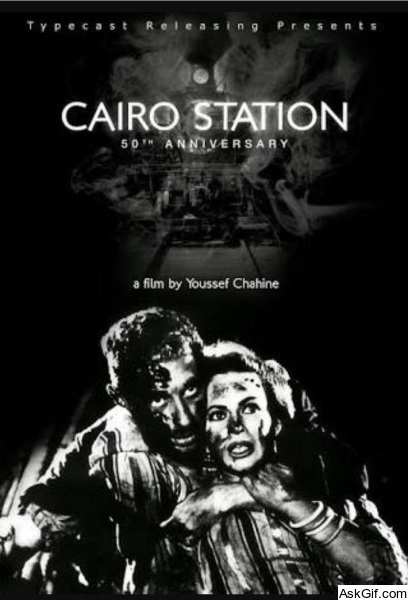 Typecast Releasing Presents
CAIRO STATION
50TH ANNIVERSARY
a film by Youssef Chahine
AskGif.com